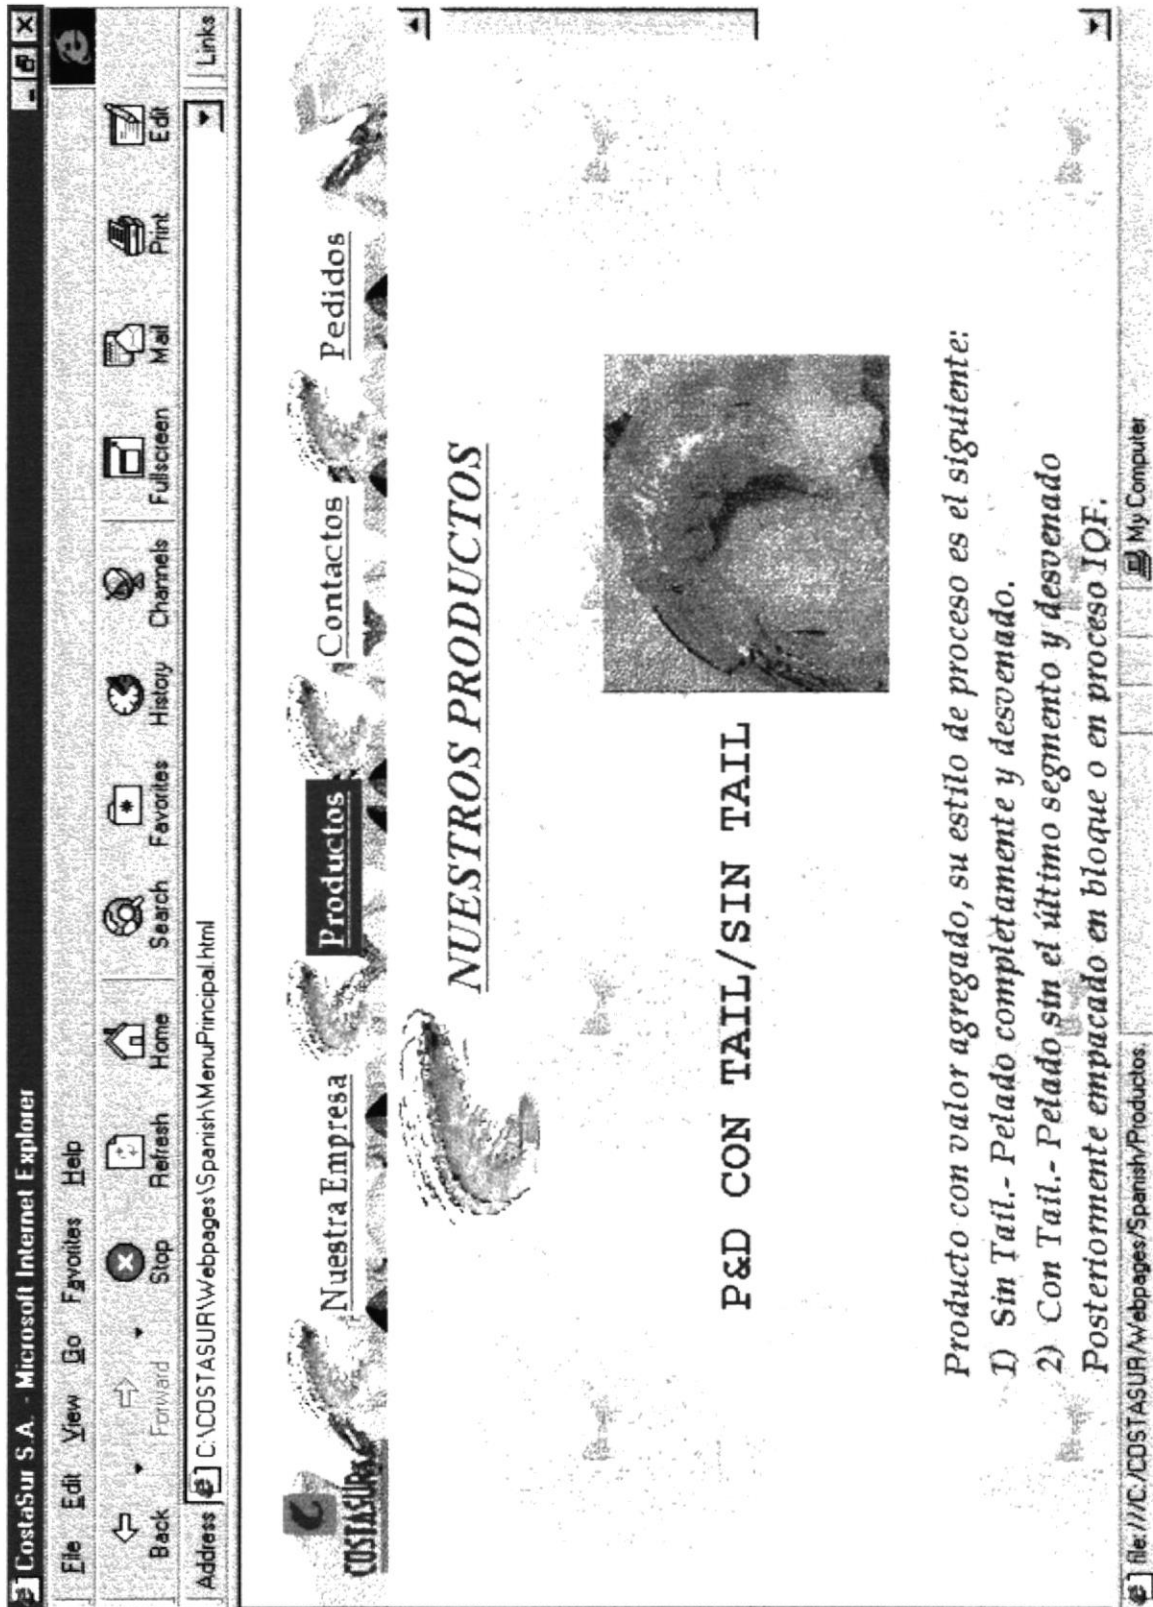 CostaSur S.A. - Microsoft Internet Explorer
File Edit View Go Favorites Help
Back Forward Stop Refresh Home Search Favorites History Channels Fullscreen Mail Print Edit
Address C:\COSTASUR\Webpages\Spanish\MenuPrincipal.html Links
COSTASUR Nuestra Empresa Productos Contactos Pedidos
NUESTROS PRODUCTOS
P&D CON TAIL/SIN TAIL
Producto con valor agregado, su estilo de proceso es el siguiente:
1) Sin Tail.- Pelado completamente y desvenado.
2) Con Tail.- Pelado sin el último segmento y desvenado
Posteriormente empacado en bloque o en proceso IQF.
file:///C:/COSTASUR/Webpages/Spanish/Productos. My Computer